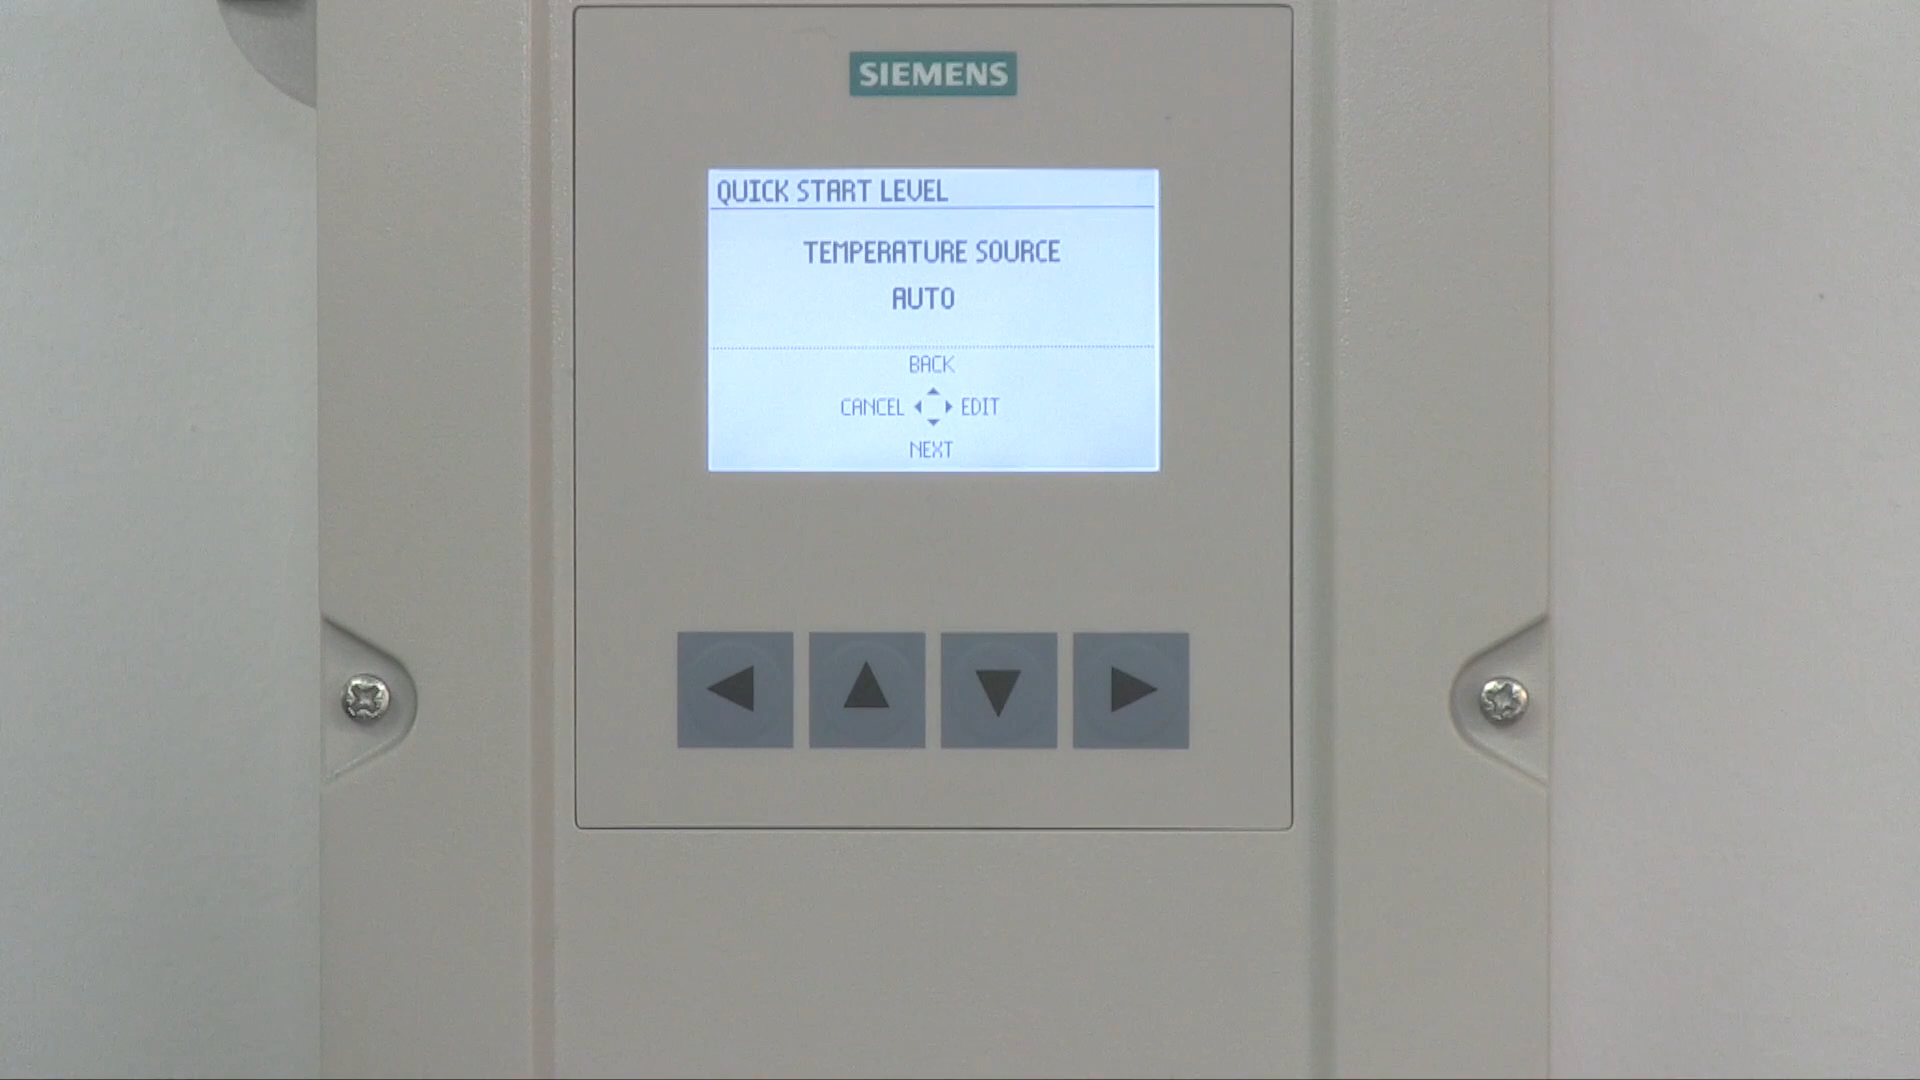 SIEMENS
QUICK START LEVEL
TEMPERATURE SOURCE
AUTO
BACK
CANCEL EDIT
NEXT